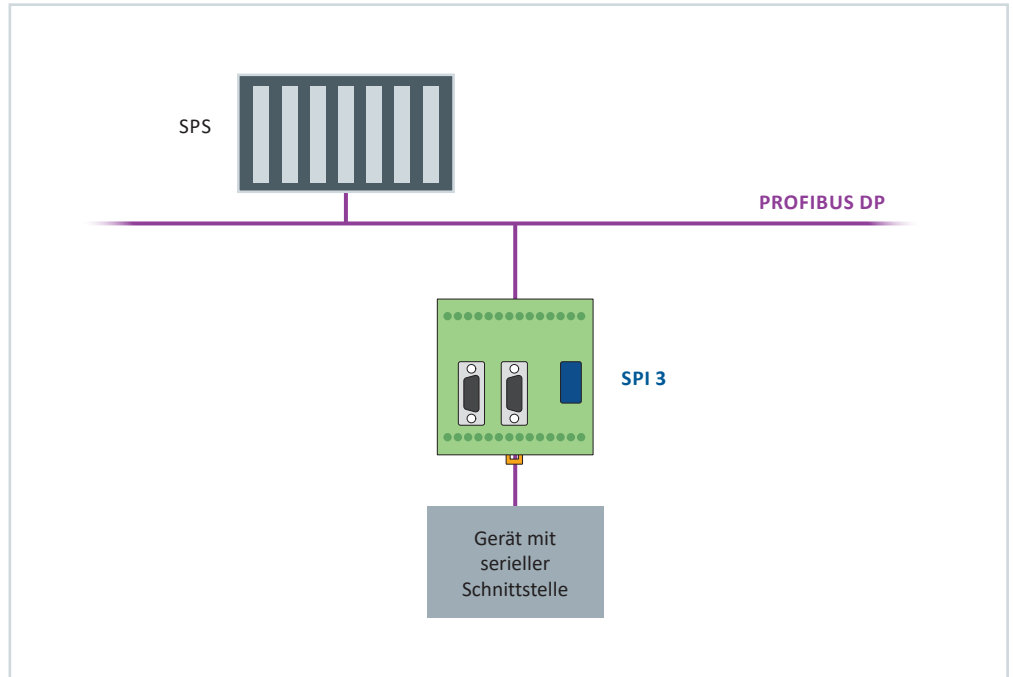 SPS
PROFIBUS DP
SPI 3
Gerät mit
serieller
Schnittstelle